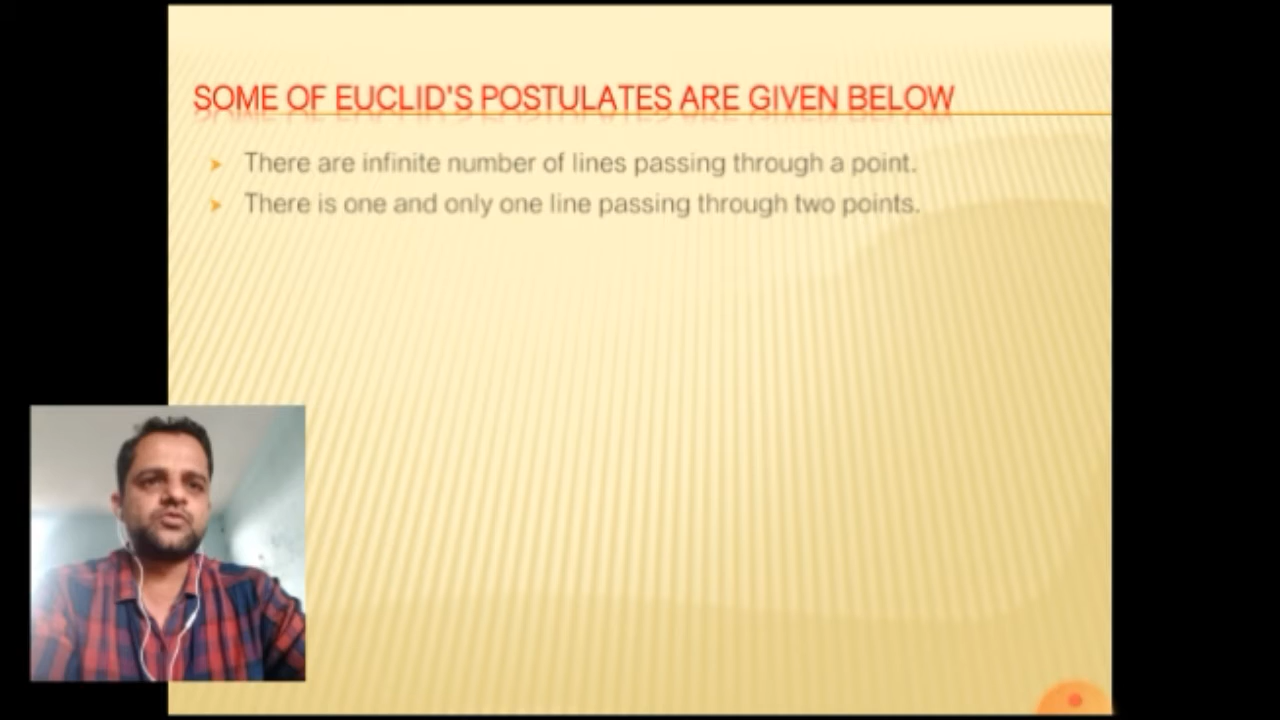 SOME OF EUCLID'S POSTULATES ARE GIVEN BELOW
There are infinite number of lines passing through a point.
There is one and only one line passing through two points.